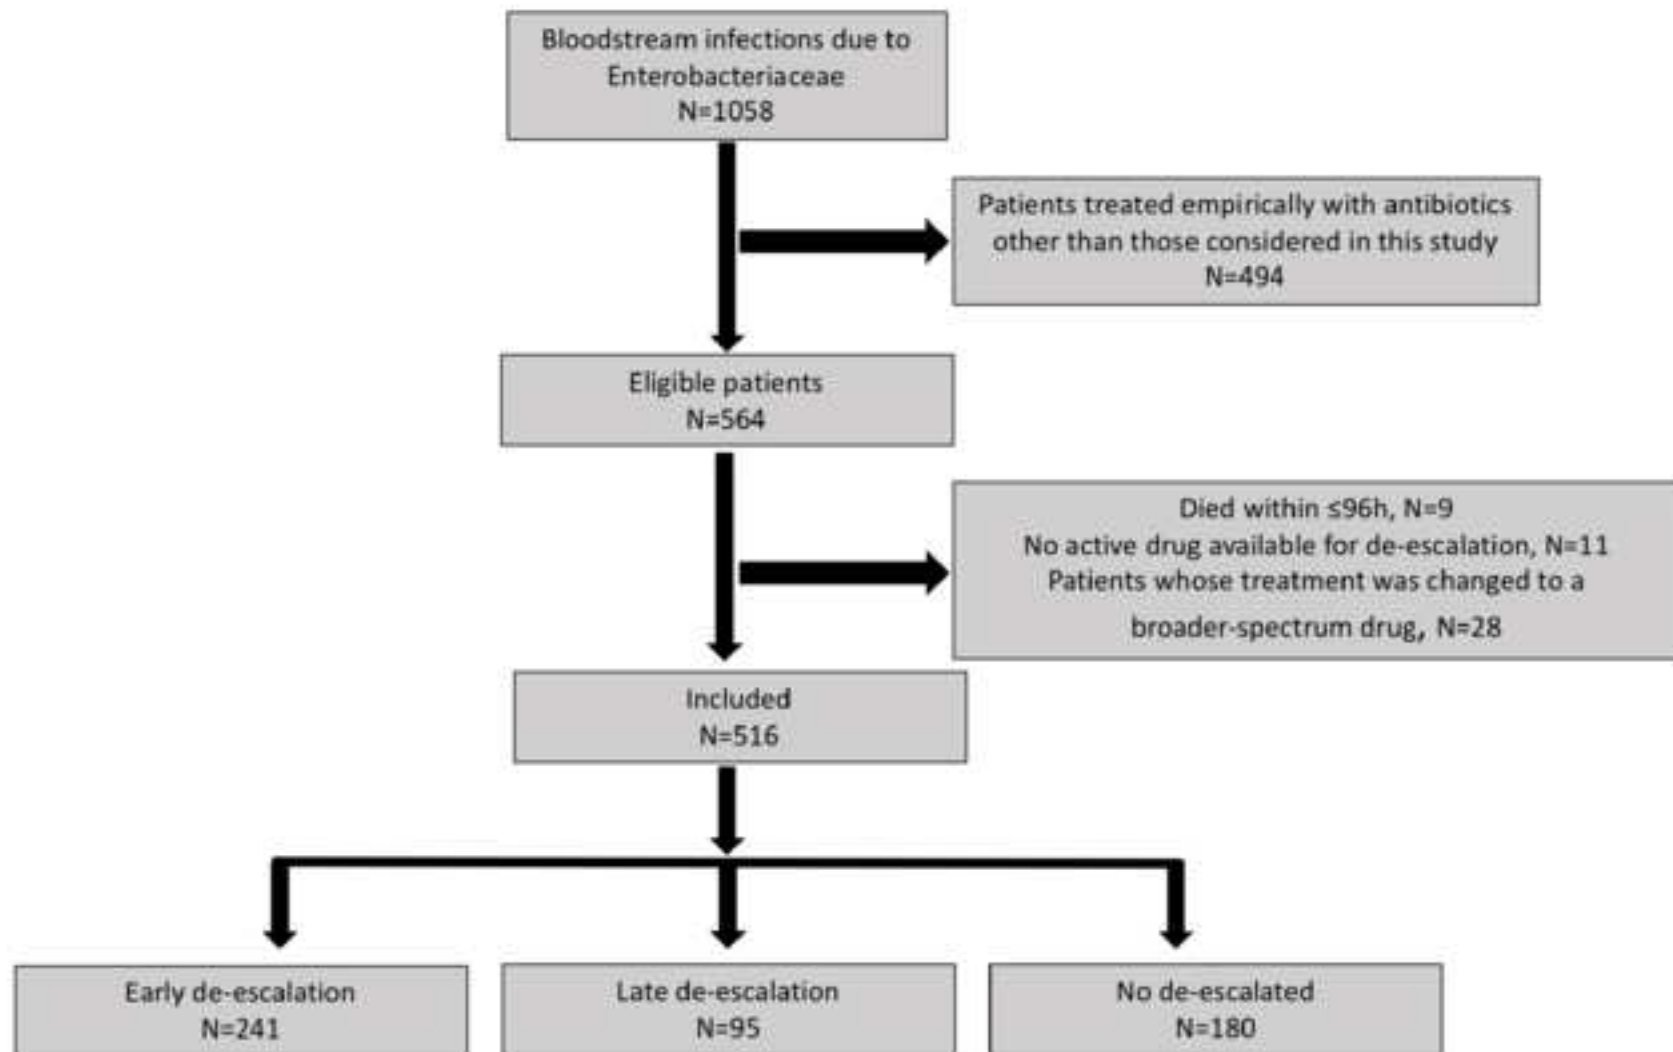 Bloodstream infections due to
Enterobacteriaceae
N=1058
Patients treated empirically with antibiotics
other than those considered in this study
N=494
Eligible patients
N=564
Died within ≤96h, N=9
No active drug available for de-escalation, N=11
Patients whose treatment was changed to a
broader-spectrum drug, N=28
Included
N=516
Early de-escalation
N=241
Late de-escalation
N=95
No de-escalated
N=180